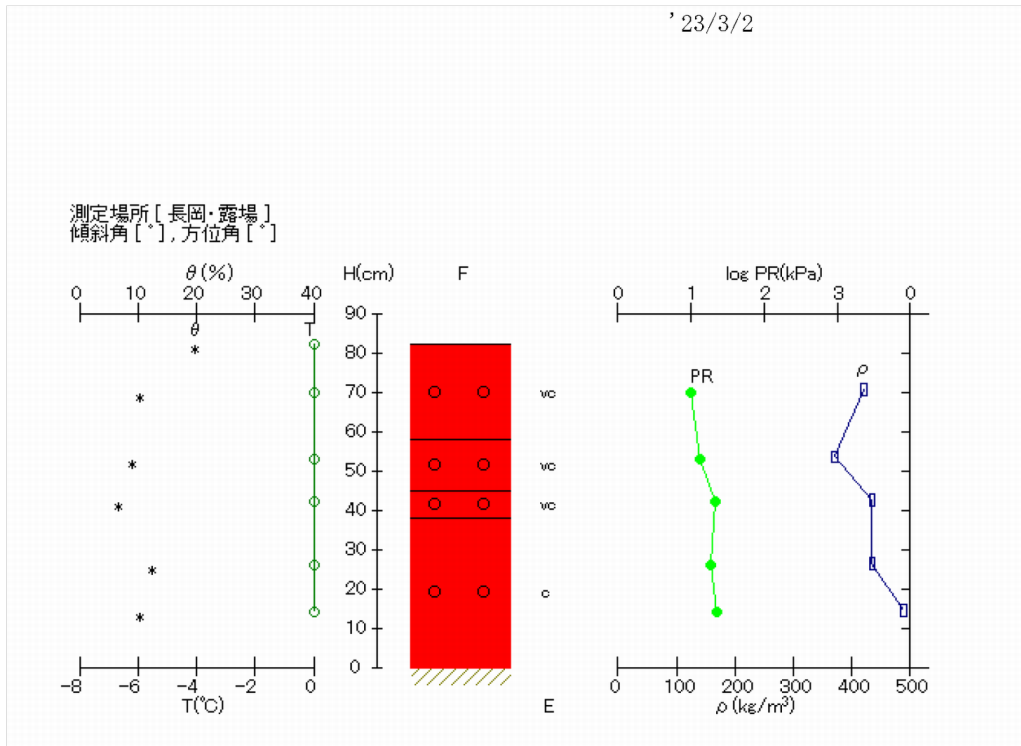 '23/3/2
測定場所[ 長岡・露場 ]
傾斜角[ ° ], 方位角[ ° ]
θ(%) H(cm) F log PR(kPa)
0 10 20 30 40
0 1 2 3 0
θ T
90
80
70
60
50
40
30
20
10
0
vc
vc
vc
c
PR ρ
-8 -6 -4 -2 0
0 100 200 300 400 500
T(℃) E ρ(kg/m³)